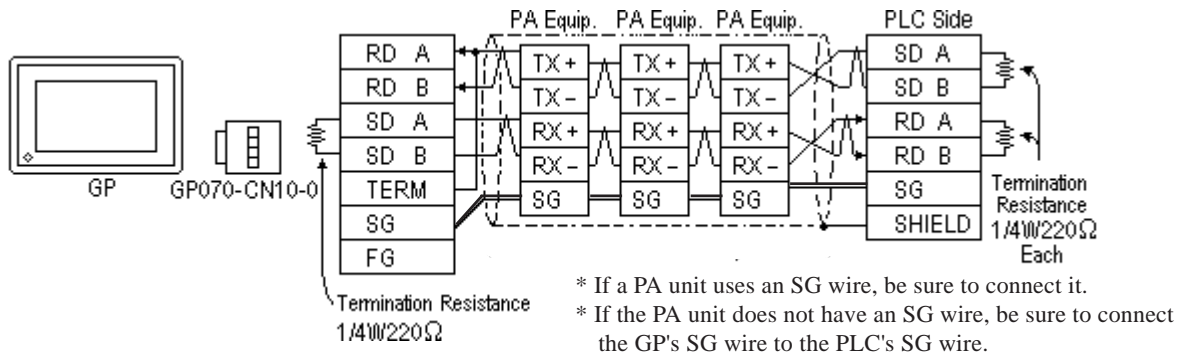 PA Equip. PA Equip. PA Equip. PLC Side
RD A TX+ TX+ TX+ SD A
RD B TX- TX- TX- SD B
SD A RX+ RX+ RX+ RD A
SD B RX- RX- RX- RD B
TERM SG SG SG SG
SG SHIELD
FG
GP GP070-CN10-0
Termination
Resistance
1/4W220Ω
Each
Termination Resistance
1/4W220Ω
* If a PA unit uses an SG wire, be sure to connect it.
* If the PA unit does not have an SG wire, be sure to connect
the GP's SG wire to the PLC's SG wire.